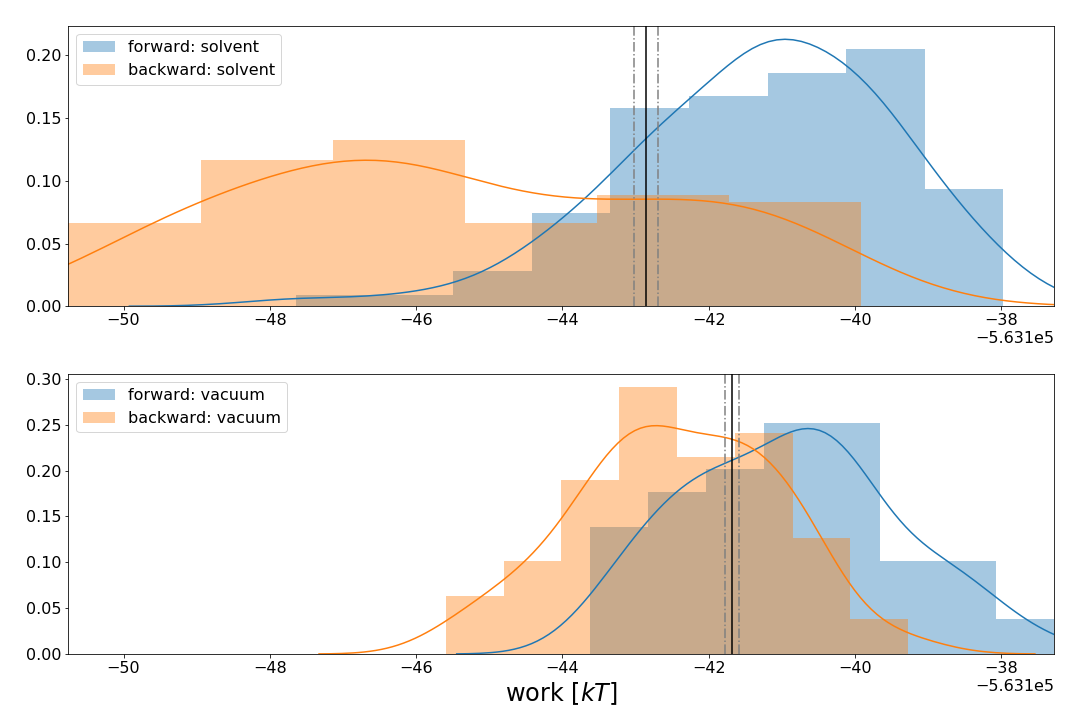 0.20
0.15
0.10
0.05
0.00
forward: solvent
backward: solvent
−50 −48 −46 −44 −42 −40 −38
−5.631e5
0.30
0.25
0.20
0.15
0.10
0.05
0.00
forward: vacuum
backward: vacuum
−50 −48 −46 −44 −42 −40 −38
−5.631e5
work [kT]